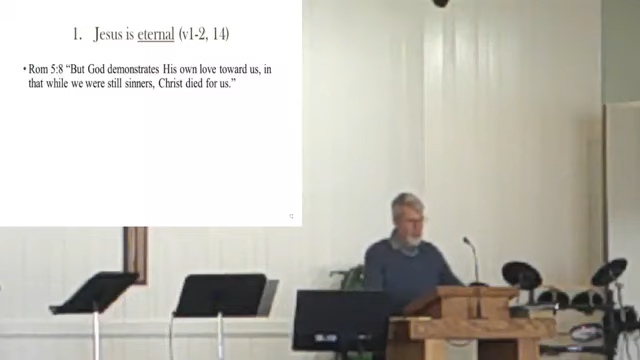 1. Jesus is eternal (v1-2, 14)
• Rom 5:8 “But God demonstrates His own love toward us, in
that while we were still sinners, Christ died for us.”
12